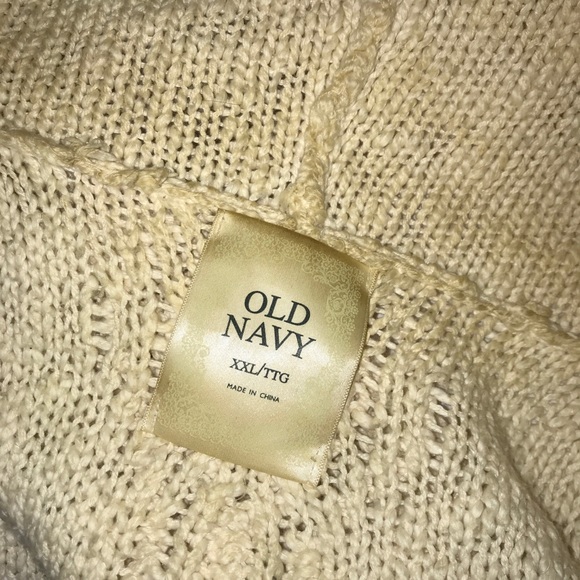 OLD
NAVY
XXL/TTG
MADE IN CHINA